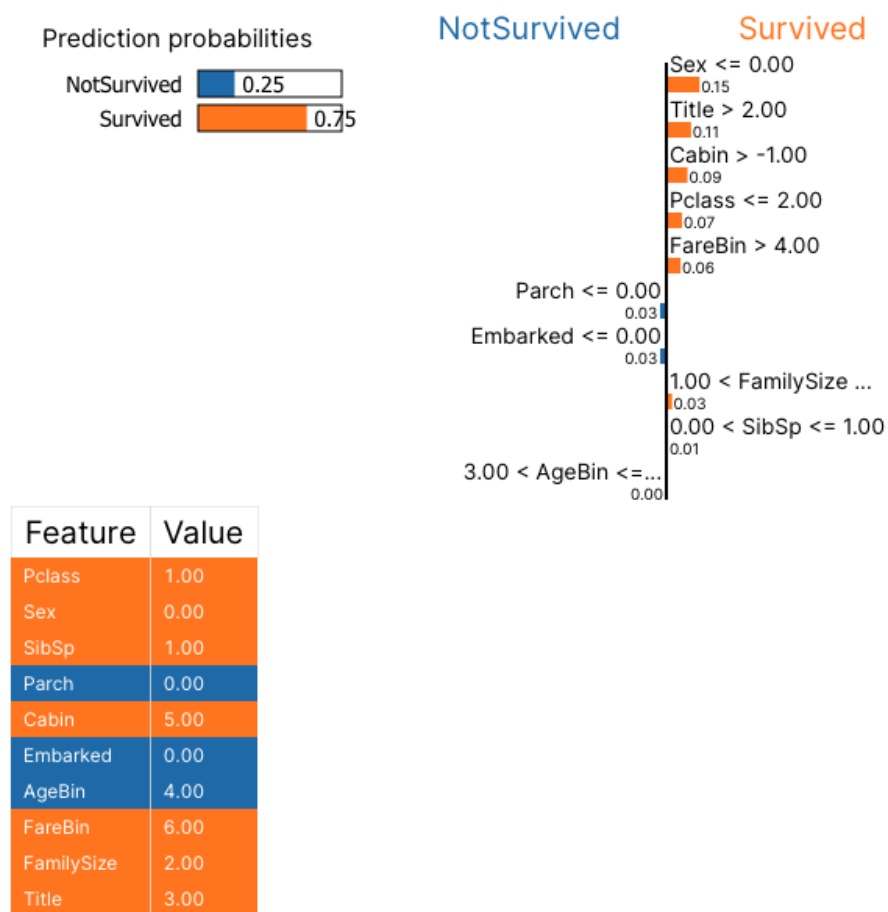 Prediction probabilities
NotSurvived 0.25
Survived 0.75
NotSurvived Survived
Sex <= 0.00
0.15
Title > 2.00
0.11
Cabin > -1.00
0.09
Pclass <= 2.00
0.07
FareBin > 4.00
0.06
Parch <= 0.00
0.03
Embarked <= 0.00
0.03
1.00 < FamilySize ...
0.03
0.00 < SibSp <= 1.00
0.01
3.00 < AgeBin <=...
0.00
Feature Value
Pclass 1.00
Sex 0.00
SibSp 1.00
Parch 0.00
Cabin 5.00
Embarked 0.00
AgeBin 4.00
FareBin 6.00
FamilySize 2.00
Title 3.00